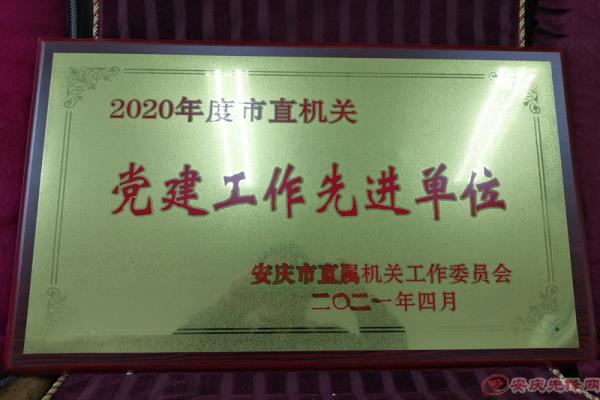 2020年度市直机关
党建工作先进单位
安庆市直属机关工作委员会
二〇二一年四月
安庆先锋网